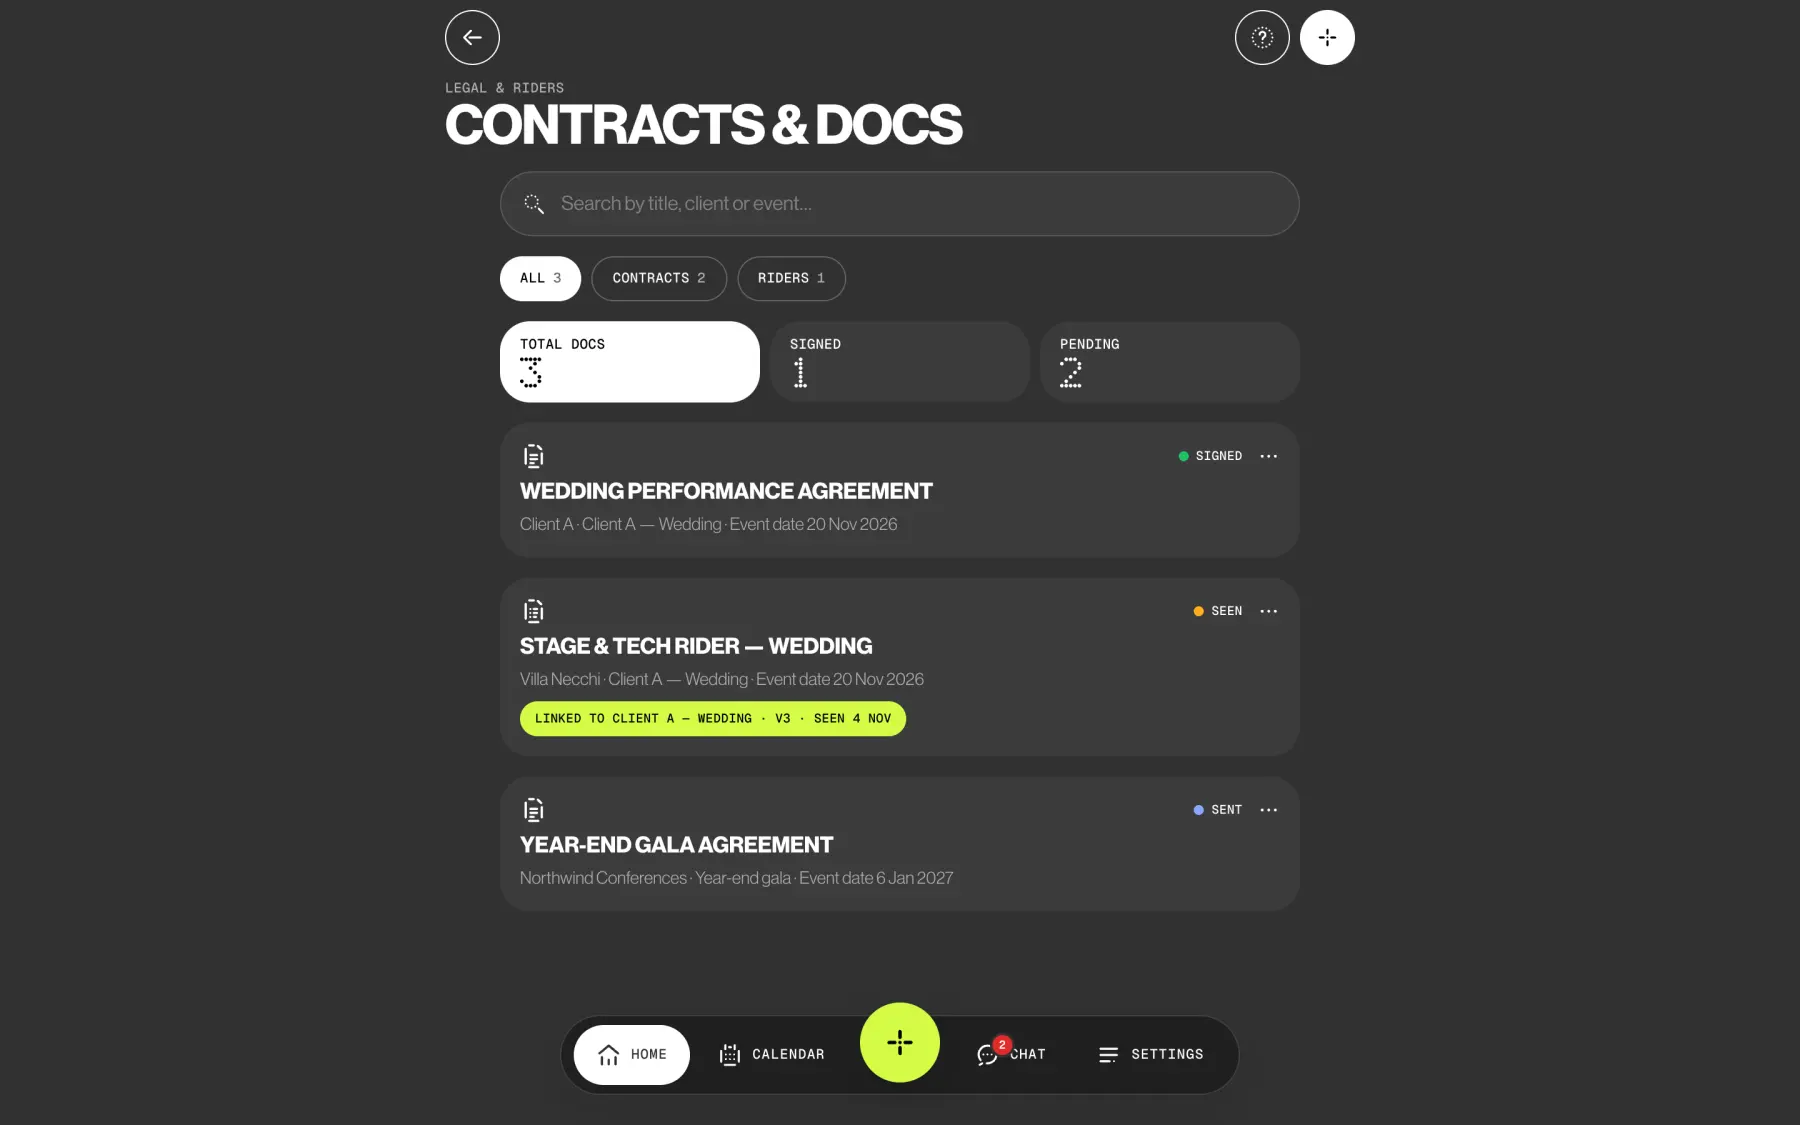 LEGAL & RIDERS
CONTRACTS & DOCS
Search by title, client or event...
ALL 3
CONTRACTS 2
RIDERS 1
TOTAL DOCS
3
SIGNED
1
PENDING
2
SIGNED
WEDDING PERFORMANCE AGREEMENT
Client A · Client A — Wedding · Event date 20 Nov 2026
SEEN
STAGE & TECH RIDER — WEDDING
Villa Necchi · Client A — Wedding · Event date 20 Nov 2026
LINKED TO CLIENT A — WEDDING · V3 · SEEN 4 NOV
SENT
YEAR-END GALA AGREEMENT
Northwind Conferences · Year-end gala · Event date 6 Jan 2027
HOME
CALENDAR
2
CHAT
SETTINGS